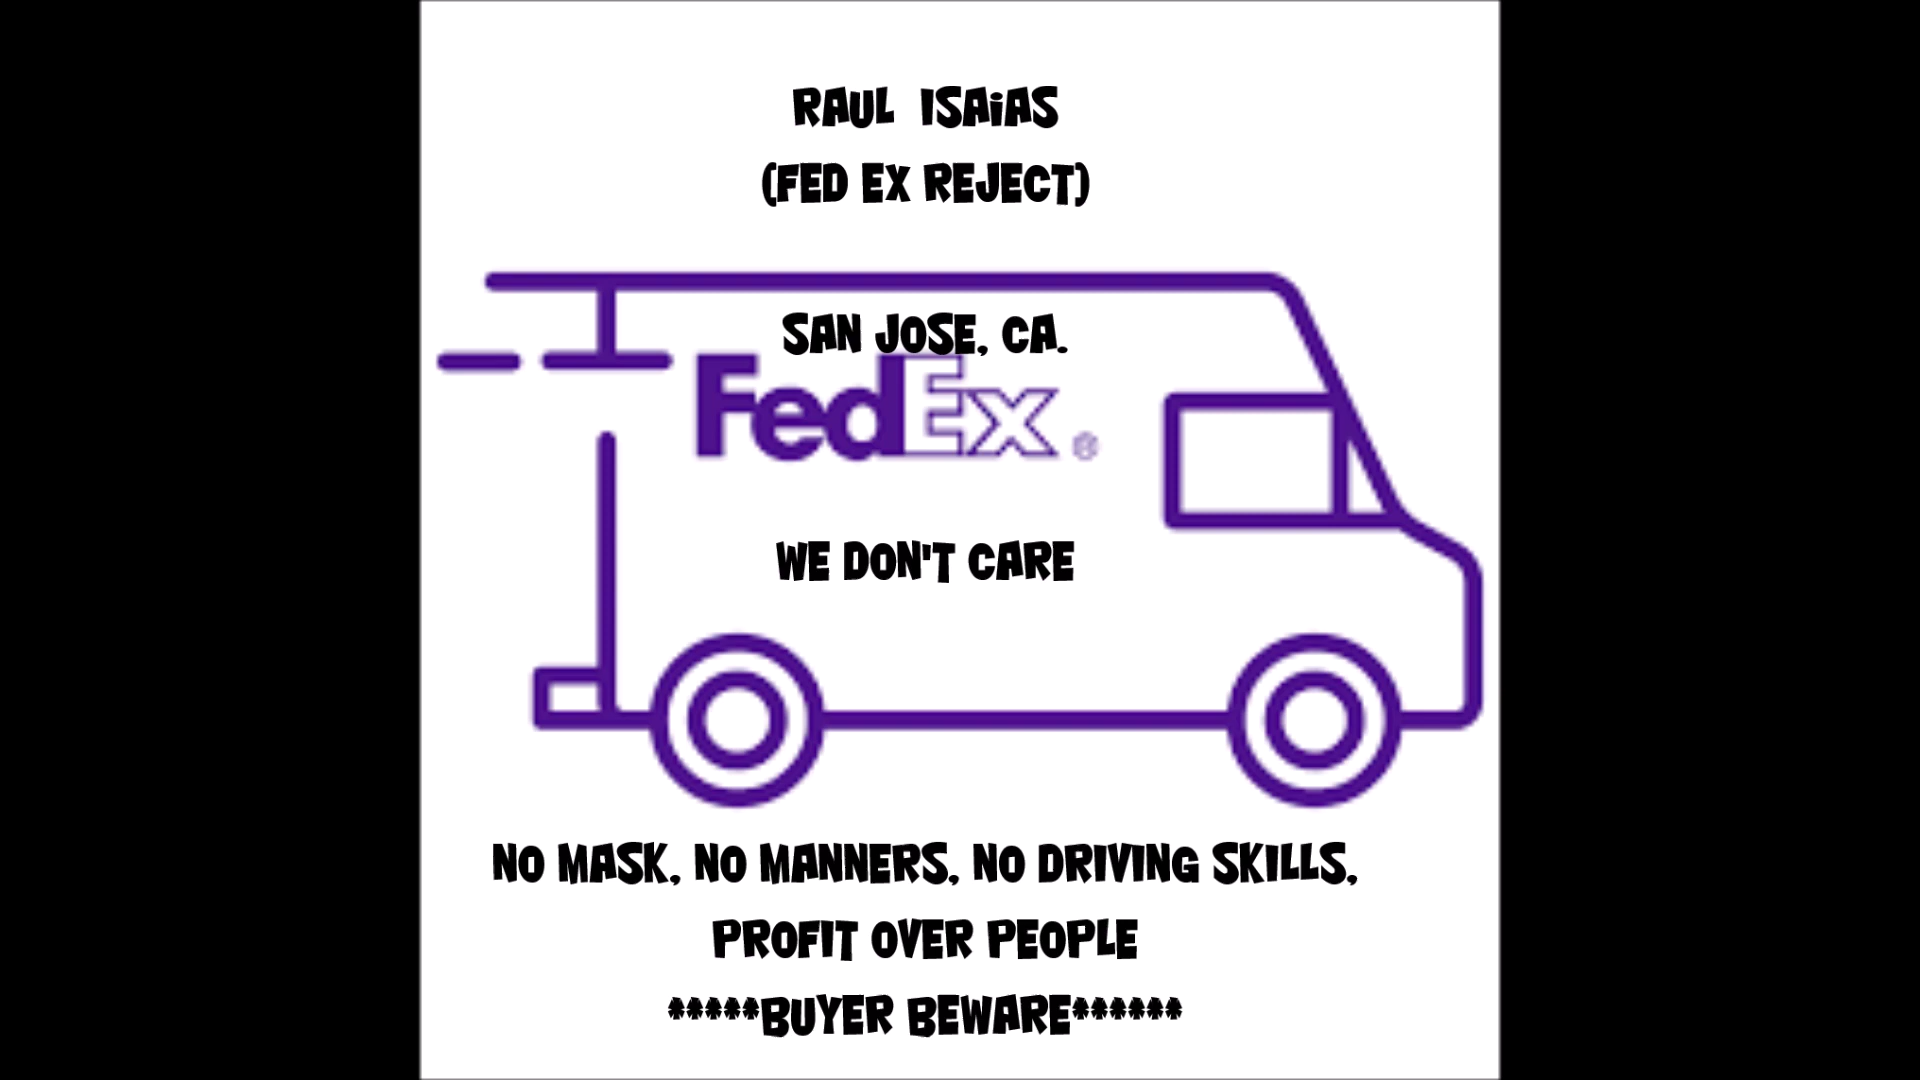 RAUL ISAiAS
(FED EX REJECT)
SAN JOSE, CA.
FedEx ®
WE DON'T CARE
NO MASK, NO MANNERS, NO DRIVING SKILLS,
PROFIT OVER PEOPLE
*****BUYER BEWARE******